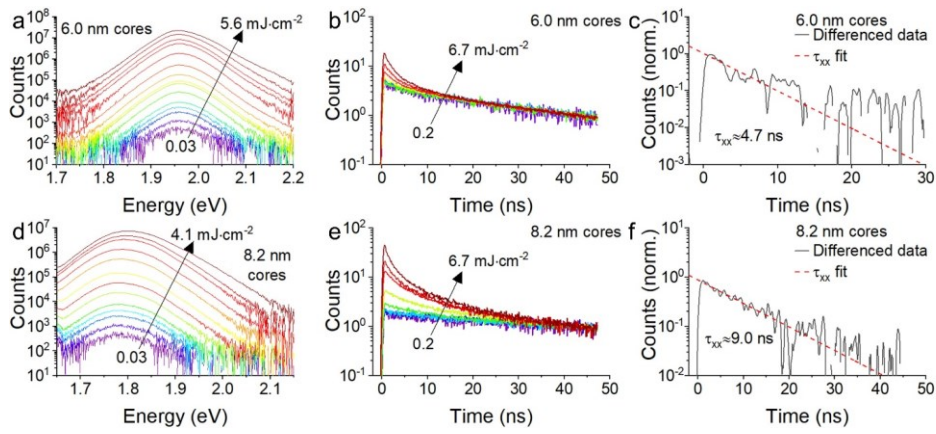 a
6.0 nm cores
5.6 mJ·cm⁻²
0.03
Counts
10⁸
10⁷
10⁶
10⁵
10⁴
10³
10²
10¹
1.7 1.8 1.9 2.0 2.1 2.2
Energy (eV)
b
6.0 nm cores
6.7 mJ·cm⁻²
0.2
Counts
10²
10¹
10⁰
10⁻¹
0 10 20 30 40 50
Time (ns)
c
6.0 nm cores
Differenced data
τxx fit
τxx≈4.7 ns
Counts (norm.)
10¹
10⁰
10⁻¹
10⁻²
10⁻³
0 10 20 30
Time (ns)
d
4.1 mJ·cm⁻²
8.2 nm
cores
0.03
Counts
10⁷
10⁶
10⁵
10⁴
10³
10²
10¹
1.7 1.8 1.9 2.0 2.1
Energy (eV)
e
8.2 nm cores
6.7 mJ·cm⁻²
0.2
Counts
10²
10¹
10⁰
10⁻¹
0 10 20 30 40 50
Time (ns)
f
8.2 nm cores
Differenced data
τxx fit
τxx≈9.0 ns
Counts (norm.)
10¹
10⁰
10⁻¹
10⁻²
0 10 20 30 40 50
Time (ns)